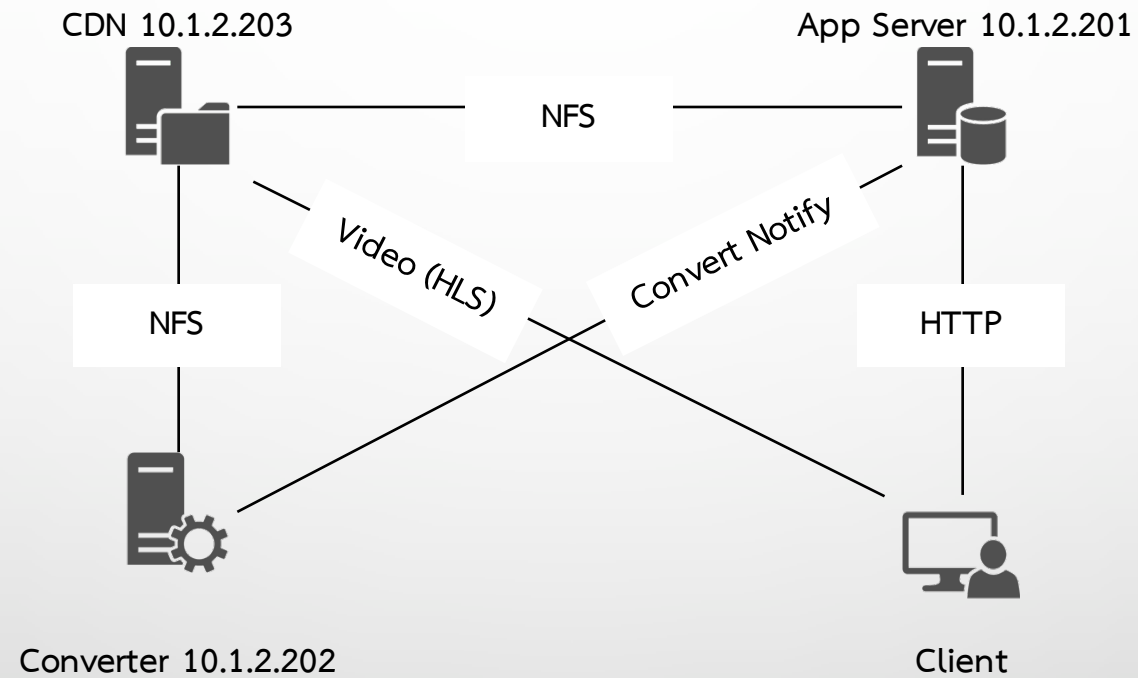 CDN 10.1.2.203
App Server 10.1.2.201
NFS
Video (HLS)
Convert Notify
NFS
HTTP
Converter 10.1.2.202
Client